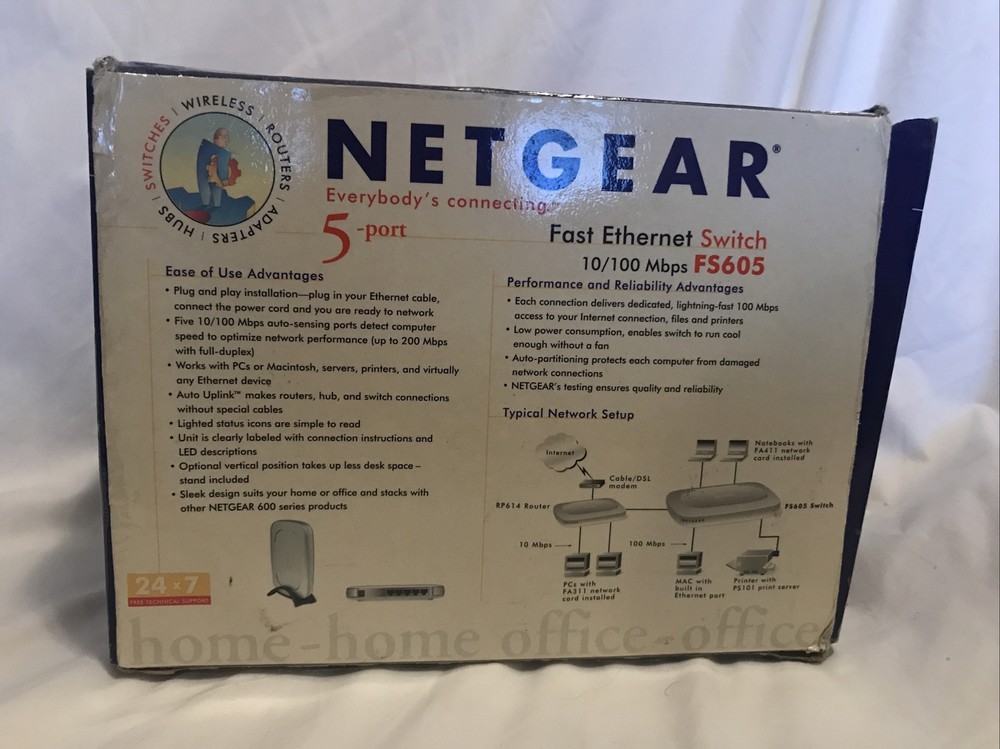 HUBS | SWITCHES | WIRELESS | ROUTERS | ADAPTERS |
NETGEAR®
Everybody's connecting.™
5-port
Fast Ethernet Switch
10/100 Mbps FS605
Ease of Use Advantages
• Plug and play installation—plug in your Ethernet cable,
connect the power cord and you are ready to network
• Five 10/100 Mbps auto-sensing ports detect computer
speed to optimize network performance (up to 200 Mbps
with full-duplex)
• Works with PCs or Macintosh, servers, printers, and virtually
any Ethernet device
• Auto Uplink™ makes routers, hub, and switch connections
without special cables
• Lighted status icons are simple to read
• Unit is clearly labeled with connection instructions and
LED descriptions
• Optional vertical position takes up less desk space –
stand included
• Sleek design suits your home or office and stacks with
other NETGEAR 600 series products
Performance and Reliability Advantages
• Each connection delivers dedicated, lightning-fast 100 Mbps
access to your Internet connection, files and printers
• Low power consumption, enables switch to run cool
enough without a fan
• Auto-partitioning protects each computer from damaged
network connections
• NETGEAR's testing ensures quality and reliability
Typical Network Setup
Internet
Cable/DSL
modem
Notebooks with
FA411 network
card installed
RP614 Router
FS605 Switch
NETGEAR
10 Mbps
100 Mbps
PCs with
FA311 network
card installed
MAC with
built in
Ethernet port
Printer with
PS101 print server
24 x 7
FREE TECHNICAL SUPPORT
home - home office - office